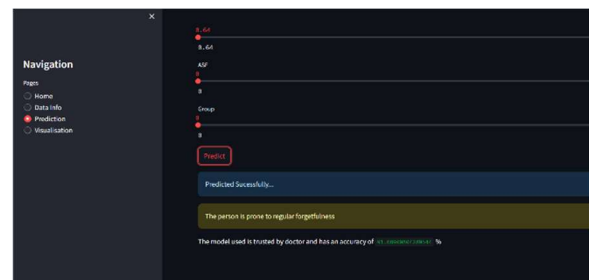 ×
8.64
8.64
Navigation
ASF
Pages
0
0
Home
Data Info
Group
Prediction
0
Visualisation
0
Predict
Predicted Sucessfully...
The person is prone to regular forgetfulness
The model used is trusted by doctor and has an accuracy of %